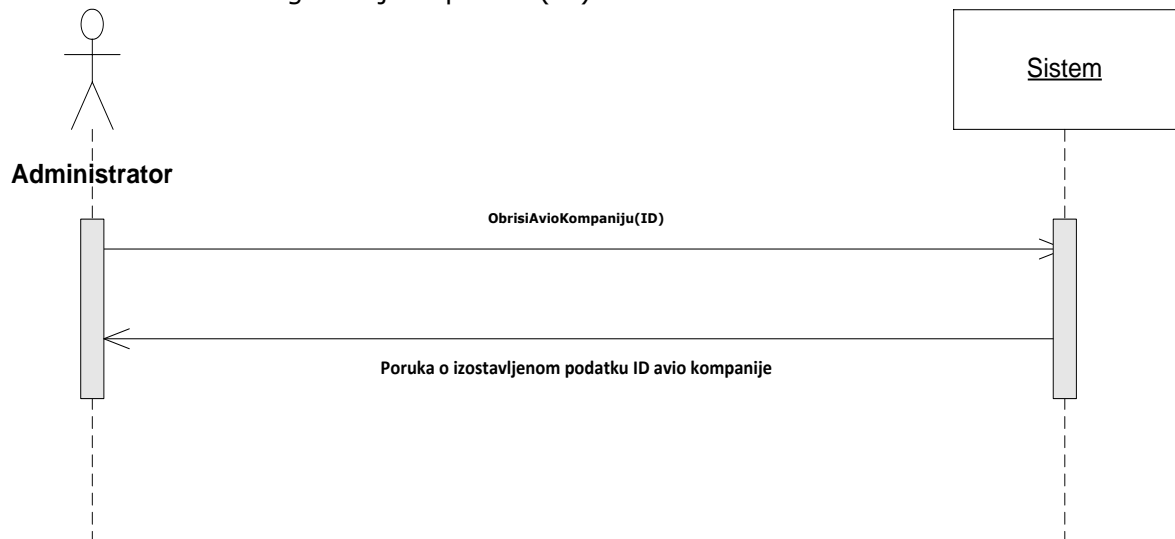 Sistem
Administrator
ObrisiAvioKompaniju(ID)
Poruka o izostavljenom podatku ID avio kompanije